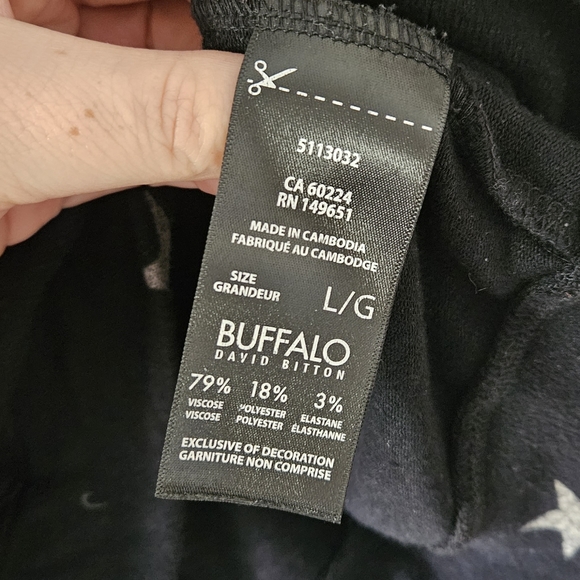 5113032
CA 60224
RN 149651
MADE IN CAMBODIA
FABRIQUÉ AU CAMBODGE
SIZE
GRANDEUR
L/G
BUFFALO
DAVID BITTON
79% 18% 3%
VISCOSE POLYESTER ELASTANE
VISCOSE POLYESTER ÉLASTHANNE
EXCLUSIVE OF DECORATION
GARNITURE NON COMPRISE